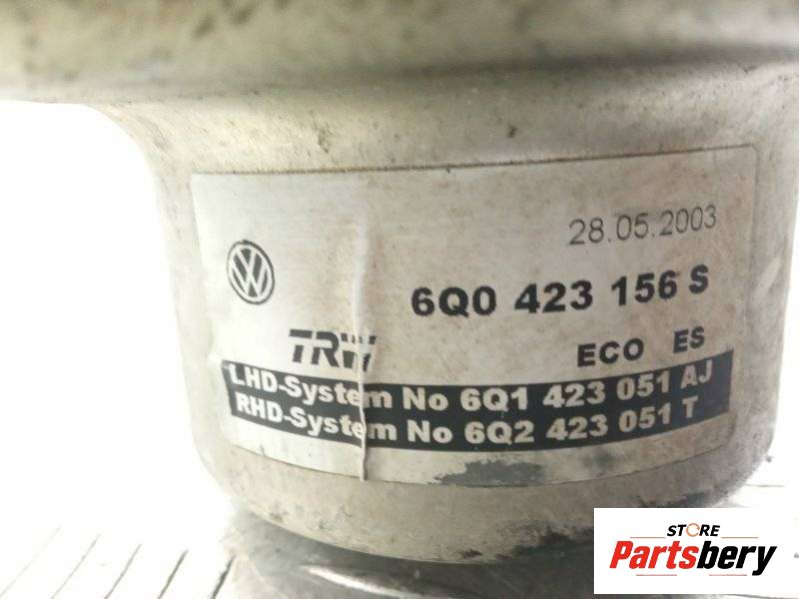 28.05.2003
VW
6Q0 423 156 S
TRW
ECO ES
LHD-System No 6Q1 423 051 AJ
RHD-System No 6Q2 423 051 T
STORE
Partsbery